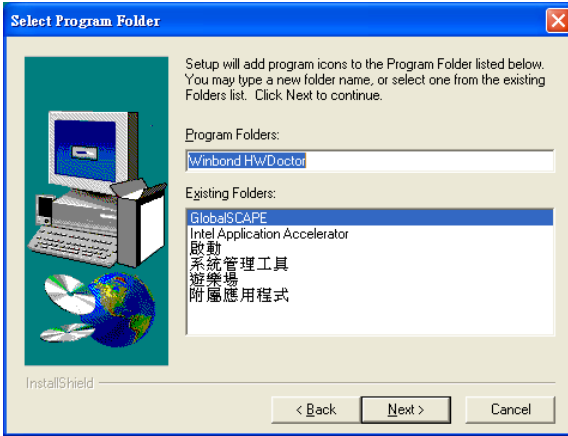 Select Program Folder
Setup will add program icons to the Program Folder listed below.
You may type a new folder name, or select one from the existing
Folders list. Click Next to continue.
Program Folders:
Winbond HWDoctor
Existing Folders:
GlobalSCAPE
Intel Application Accelerator
啟動
系統管理工具
遊樂場
附屬應用程式
InstallShield
< Back
Next >
Cancel